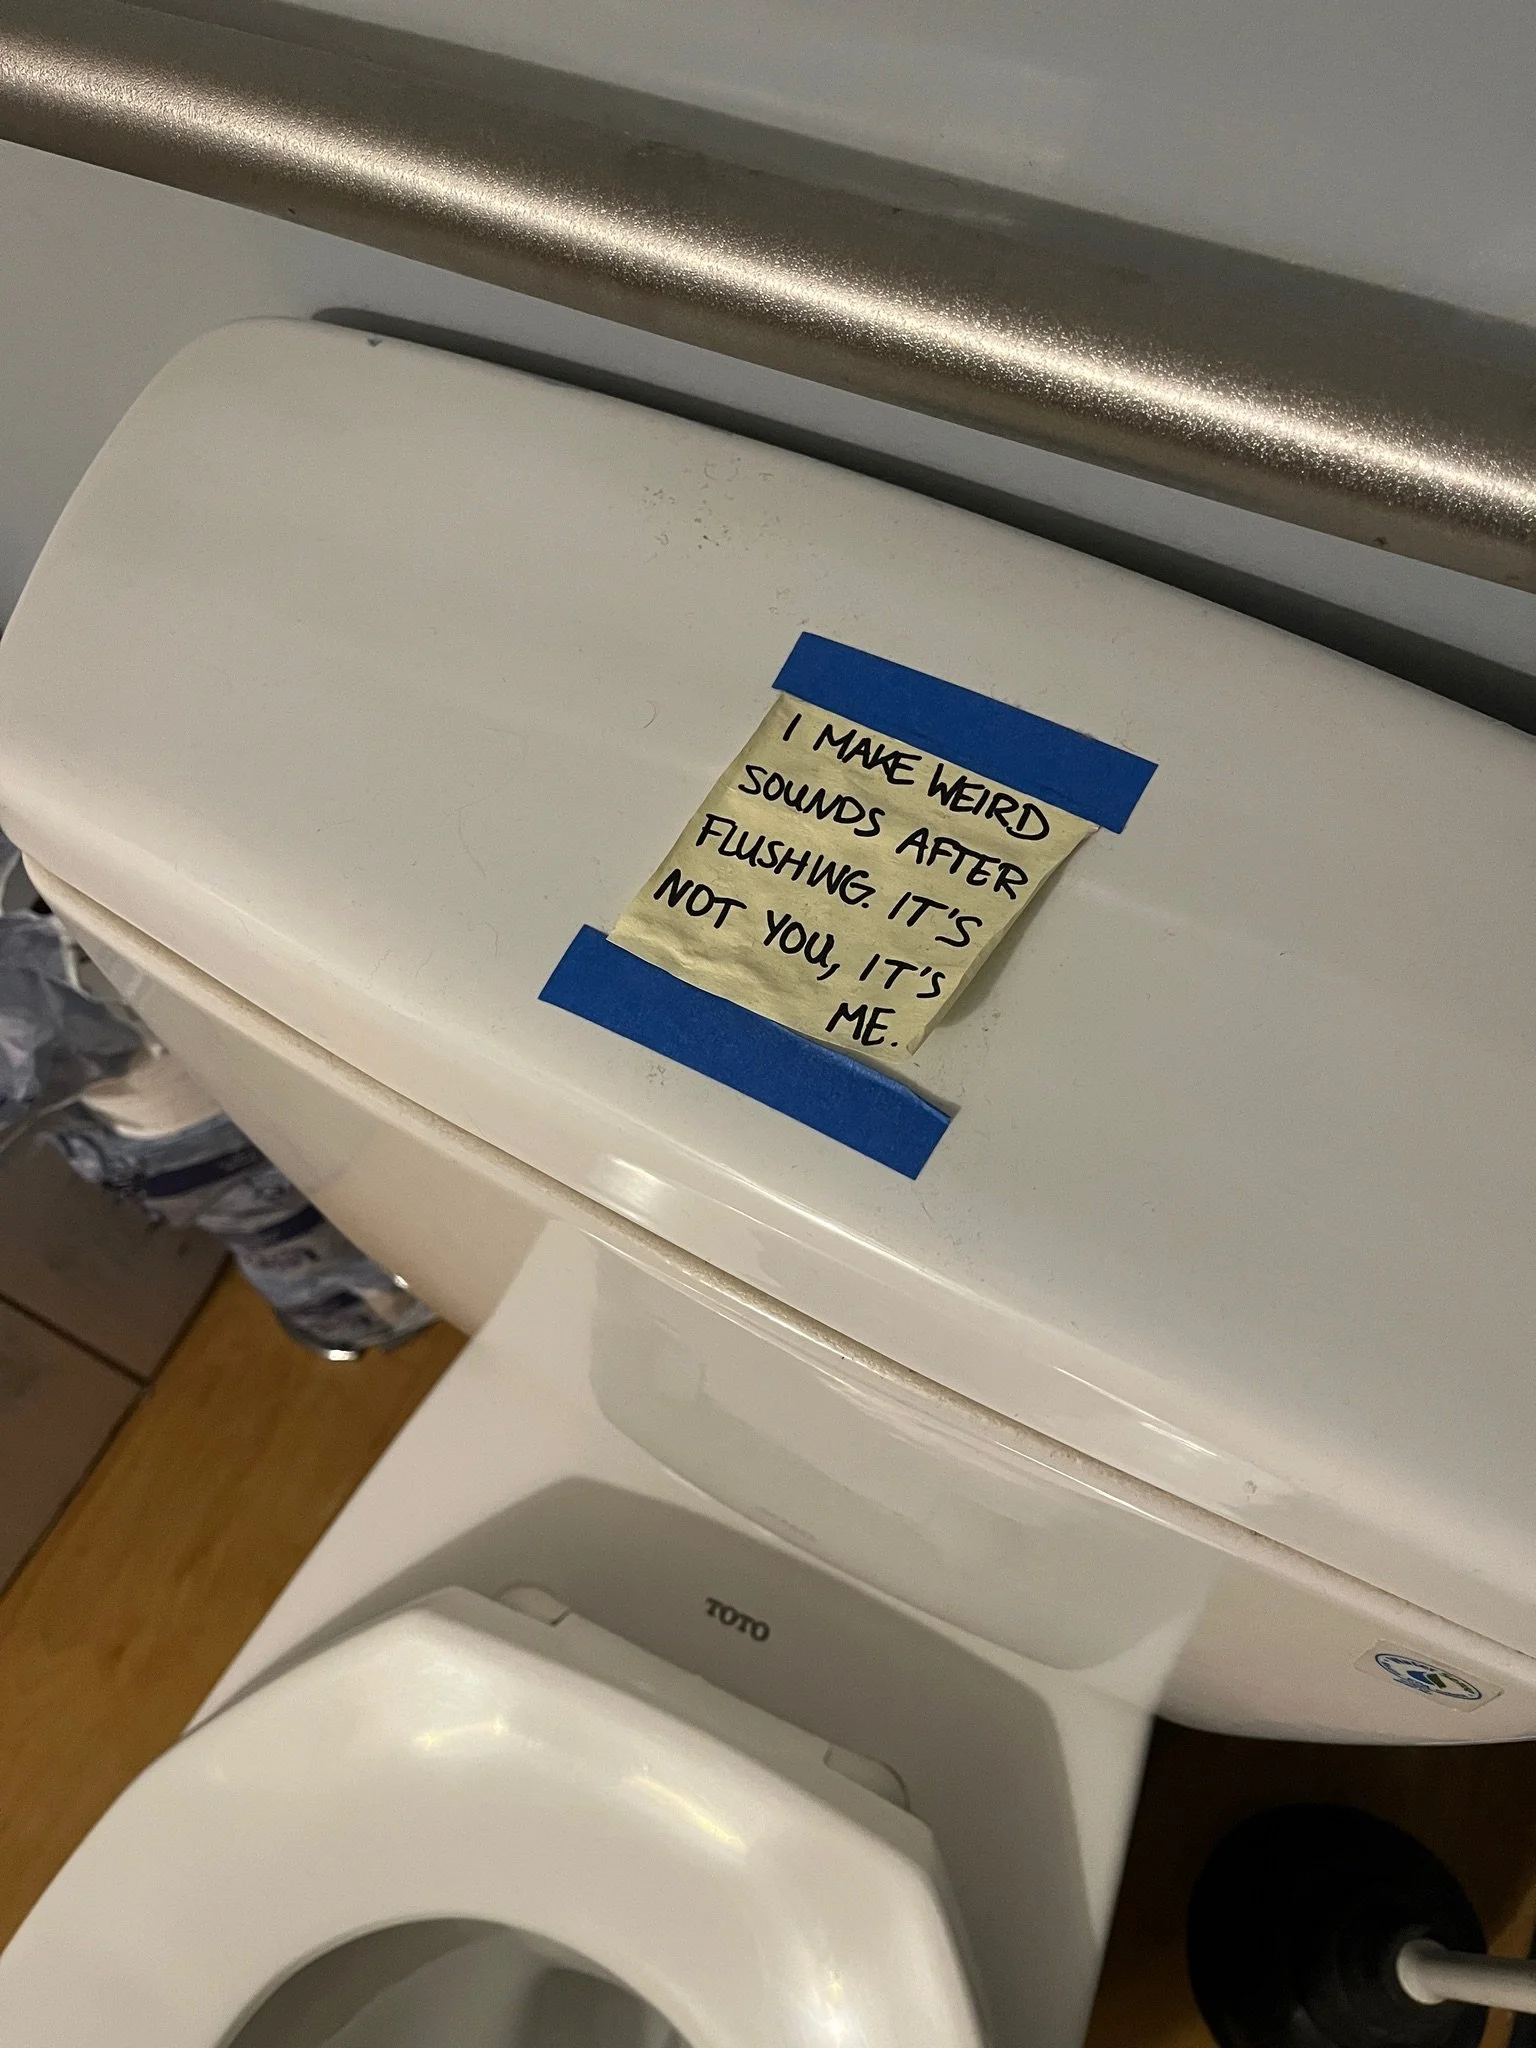 I MAKE WEIRD
SOUNDS AFTER
FLUSHING. IT'S
NOT YOU, IT'S
ME.
TOTO